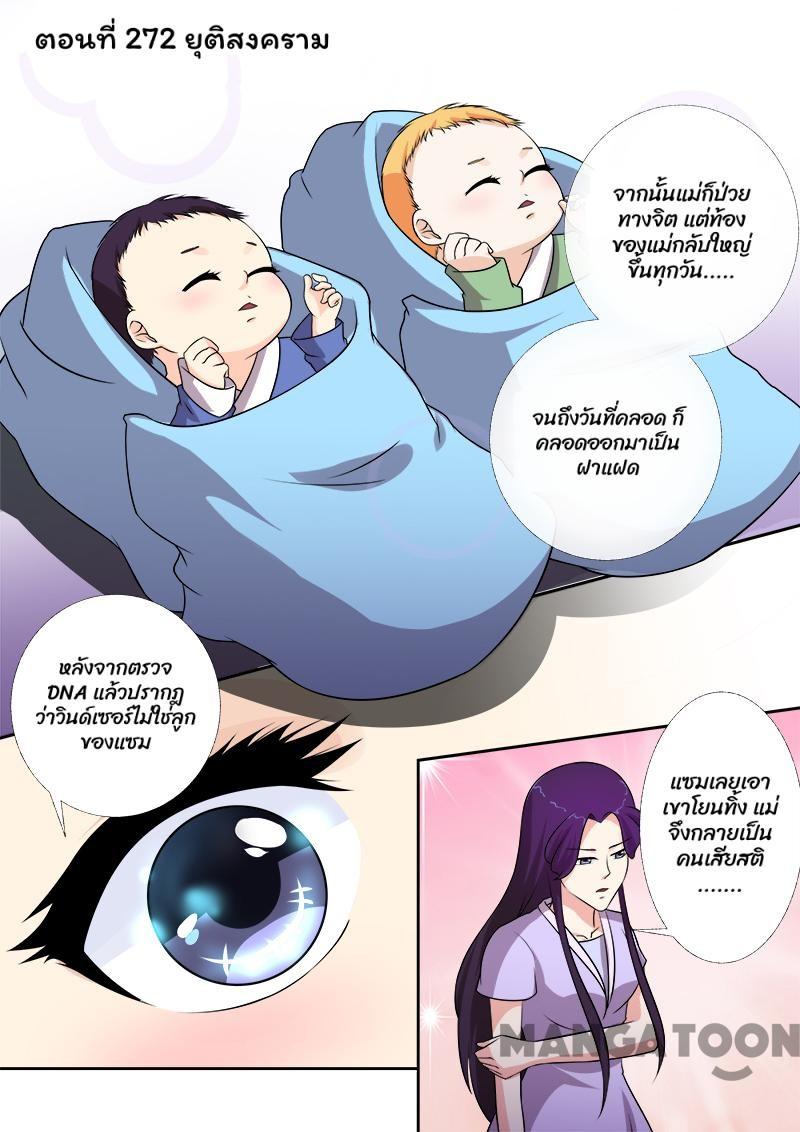 ตอนที่ 272 ยุติสงคราม
จากนั้นแม่ก็ป่วย
ทางจิต แต่ท้อง
ของแม่กลับใหญ่
ขึ้นทุกวัน.....
จนถึงวันที่คลอด ก็
คลอดออกมาเป็น
ฝาแฝด
หลังจากตรวจ
DNA แล้วปรากฎ
ว่าวินด์เซอร์ไม่ใช่ลูก
ของแซม
แซมเลยเอา
เขาโยนทิ้ง แม่
จึงกลายเป็น
คนเสียสติ
.......
MANGATOON